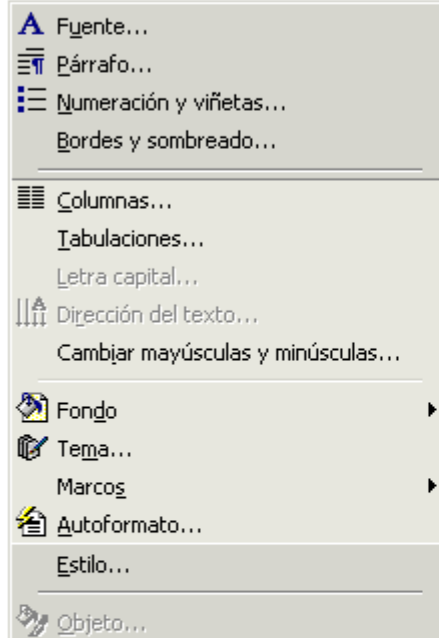 Fuente...
Párrafo...
Numeración y viñetas...
Bordes y sombreado...
Columnas...
Tabulaciones...
Letra capital...
Dirección del texto...
Cambiar mayúsculas y minúsculas...
Fondo
Tema...
Marcos
Autoformato...
Estilo...
Objeto...